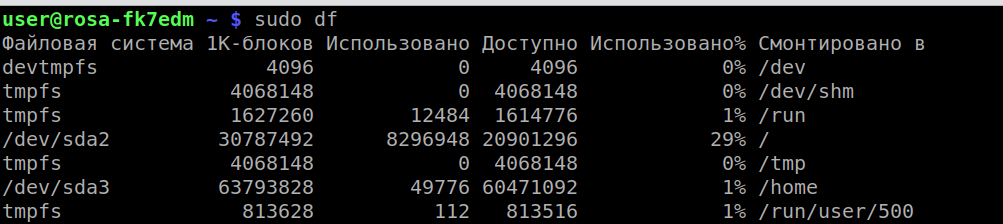 user@rosa-fk7edm ~ $ sudo df
Файловая система 1K-блоков Использовано Доступно Использовано% Смонтировано в
devtmpfs 4096 0 4096 0% /dev
tmpfs 4068148 0 4068148 0% /dev/shm
tmpfs 1627260 12484 1614776 1% /run
/dev/sda2 30787492 8296948 20901296 29% /
tmpfs 4068148 0 4068148 0% /tmp
/dev/sda3 63793828 49776 60471092 1% /home
tmpfs 813628 112 813516 1% /run/user/500